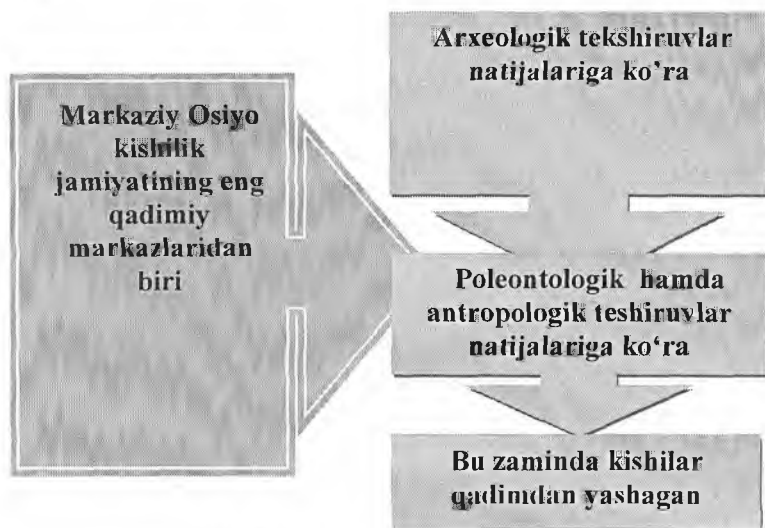 Markaziy Osiyo
kishilik
jamiyatining eng
qadimiy
markazlaridan
biri
Arxeologik tekshiruvlar
natijalariga ko’ra
Poleontologik hamda
antropologik teshiruvlar
natijalariga ko‘ra
Bu zaminda kishilar
qadimdan yashagan